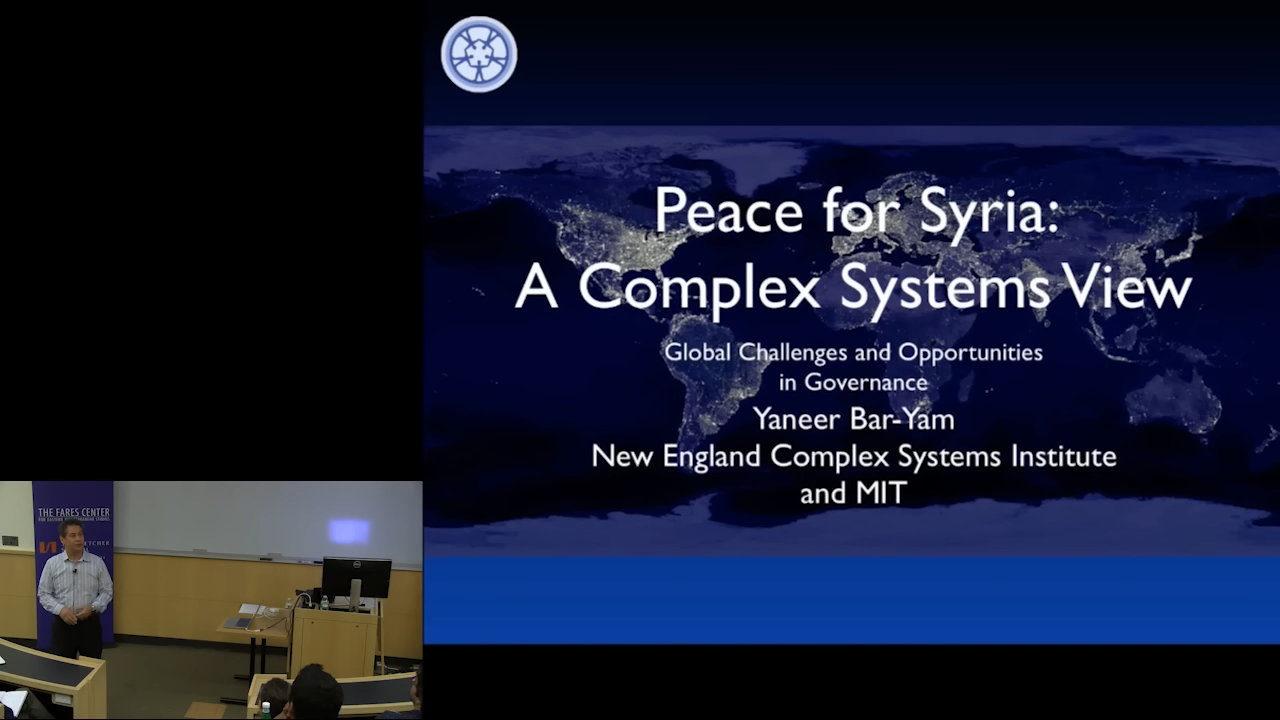 Peace for Syria:
A Complex Systems View
Global Challenges and Opportunities
in Governance
Yaneer Bar-Yam
New England Complex Systems Institute
and MIT
THE FARES CENTER